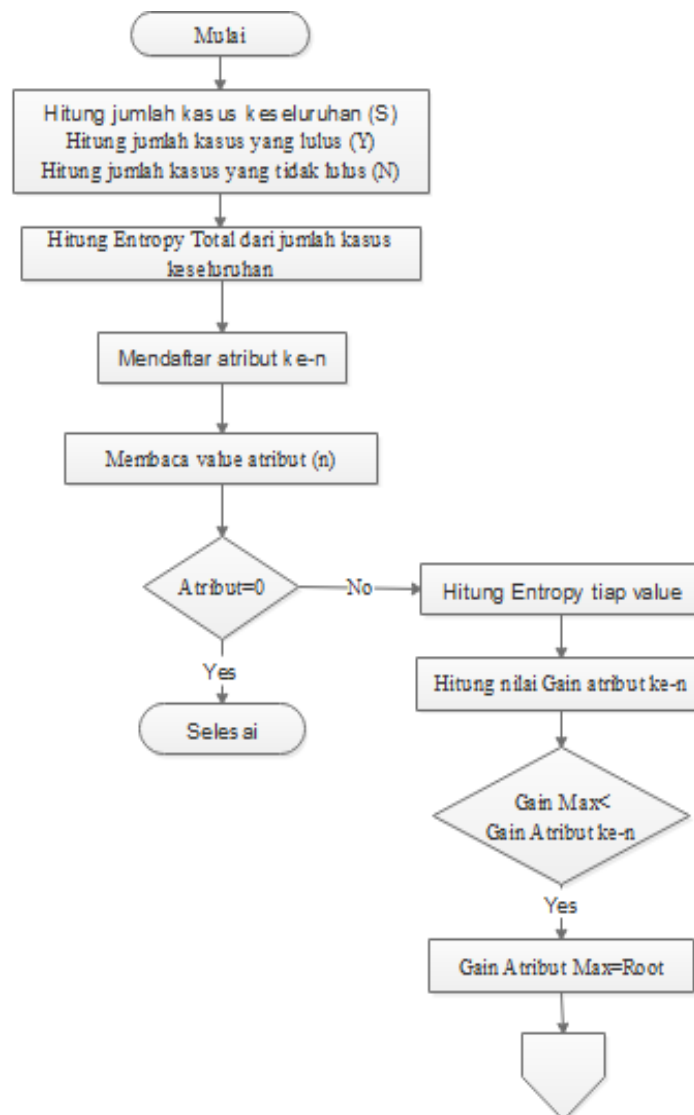 Mulai
Hitung jumlah kasus keseluruhan (S)
Hitung jumlah kasus yang lulus (Y)
Hitung jumlah kasus yang tidak lulus (N)
Hitung Entropy Total dari jumlah kasus
keseluruhan
Mendaftar atribut ke-n
Membaca value atribut (n)
Atribut=0
No
Hitung Entropy tiap value
Yes
Hitung nilai Gain atribut ke-n
Selesai
Gain Max<
Gain Atribut ke-n
Yes
Gain Atribut Max=Root